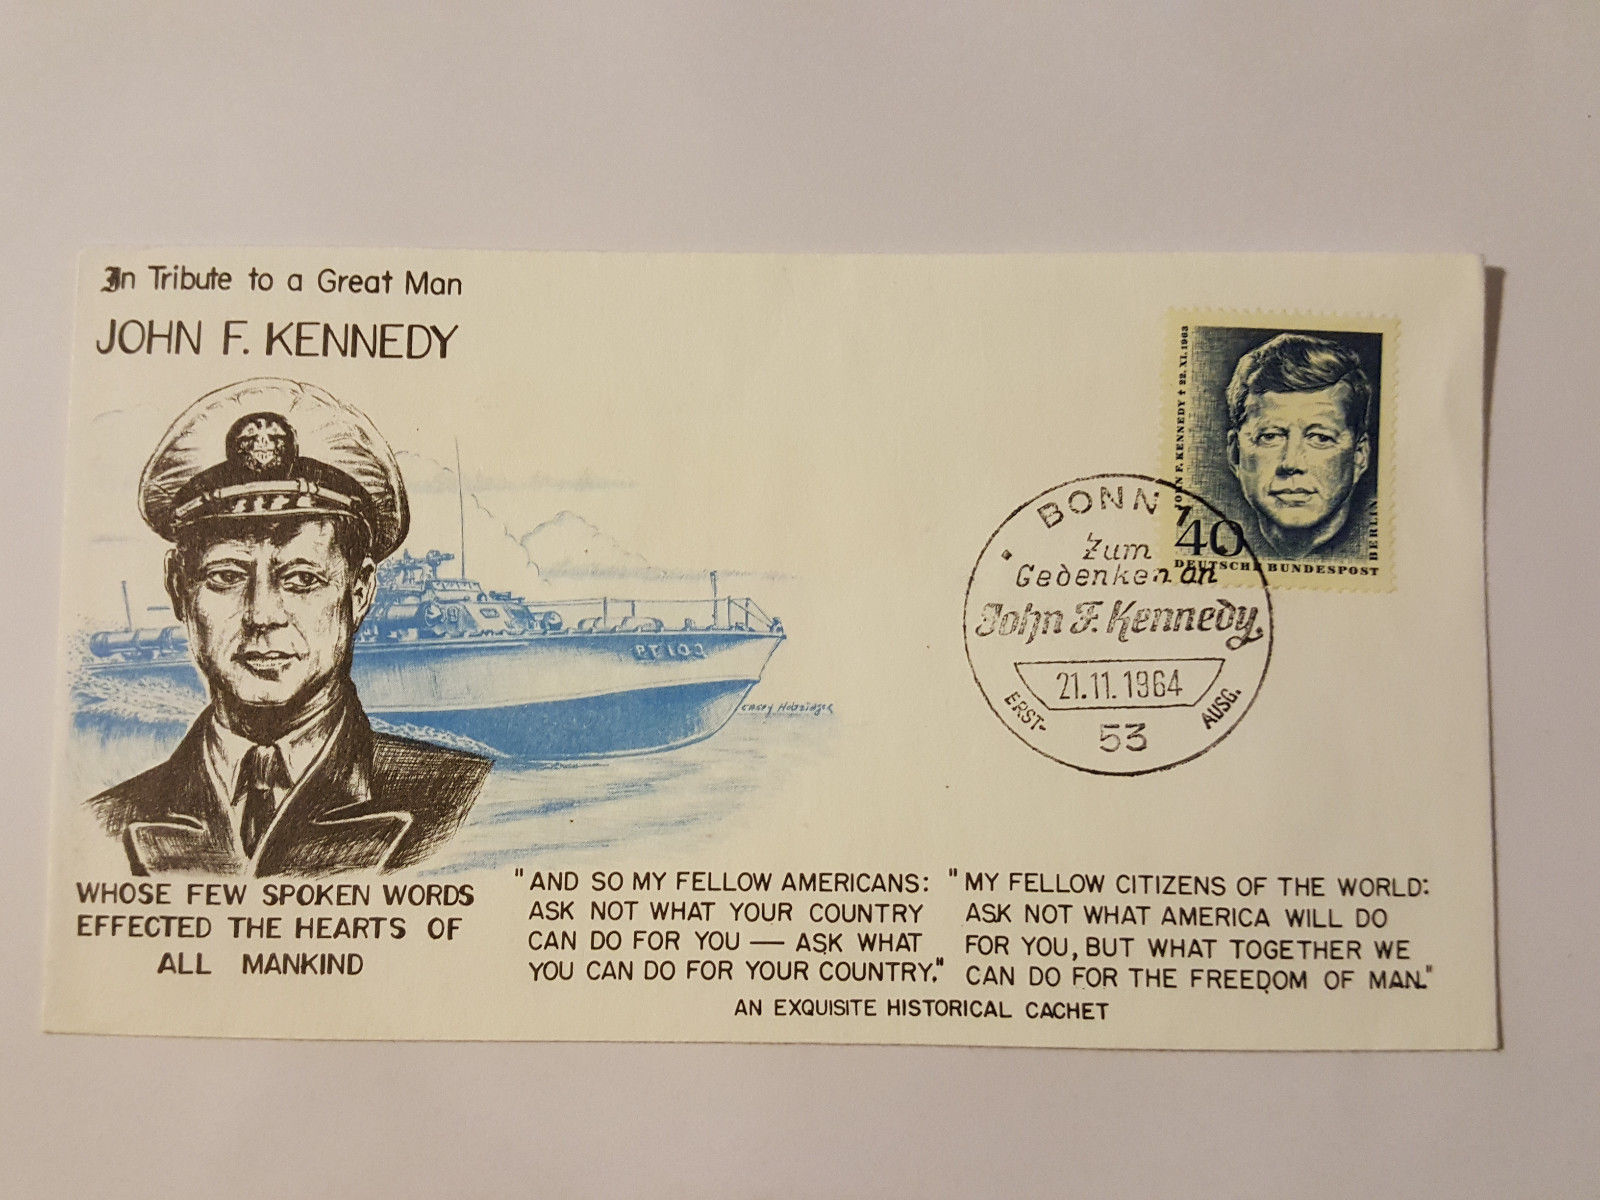 In Tribute to a Great Man
JOHN F. KENNEDY
JOHN F. KENNEDY † 22. XI. 1963
40
DEUTSCHE BUNDESPOST
BERLIN
BONN 7
Zum
Gedenken an
John F. Kennedy
21.11.1964
ERST- AUSG.
53
PT 103
Casey
WHOSE FEW SPOKEN WORDS
EFFECTED THE HEARTS OF
ALL MANKIND
"AND SO MY FELLOW AMERICANS:
ASK NOT WHAT YOUR COUNTRY
CAN DO FOR YOU — ASK WHAT
YOU CAN DO FOR YOUR COUNTRY."
"MY FELLOW CITIZENS OF THE WORLD:
ASK NOT WHAT AMERICA WILL DO
FOR YOU, BUT WHAT TOGETHER WE
CAN DO FOR THE FREEDOM OF MAN."
AN EXQUISITE HISTORICAL CACHET